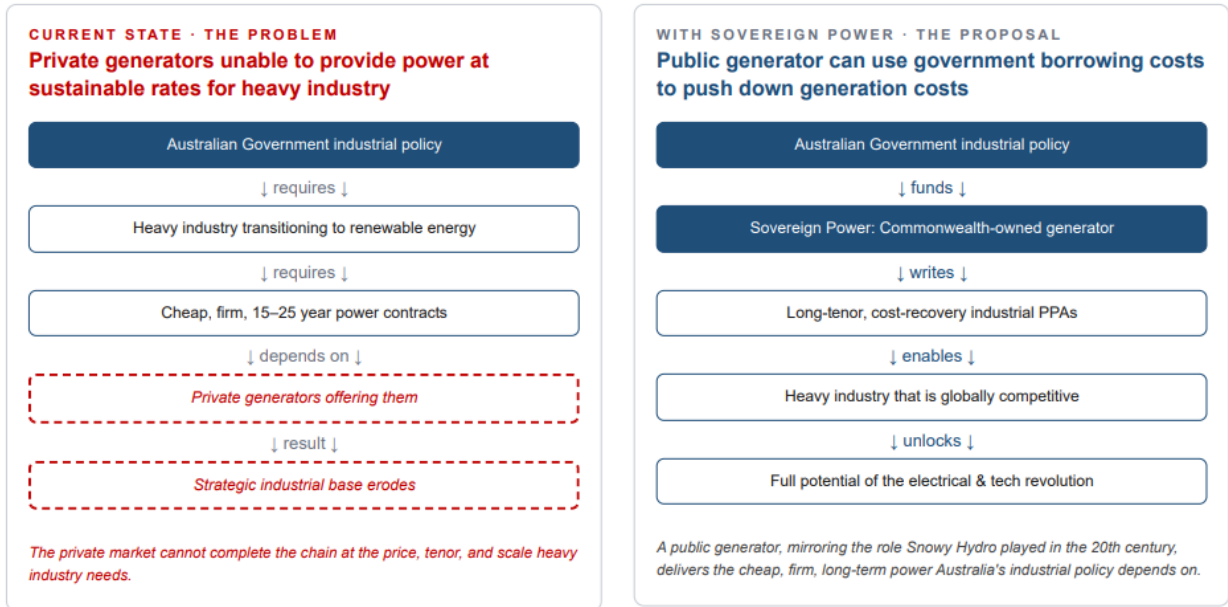 CURRENT STATE · THE PROBLEM
Private generators unable to provide power at
sustainable rates for heavy industry
Australian Government industrial policy
↓ requires ↓
Heavy industry transitioning to renewable energy
↓ requires ↓
Cheap, firm, 15–25 year power contracts
↓ depends on ↓
Private generators offering them
↓ result ↓
Strategic industrial base erodes
The private market cannot complete the chain at the price, tenor, and scale heavy
industry needs.
WITH SOVEREIGN POWER · THE PROPOSAL
Public generator can use government borrowing costs
to push down generation costs
Australian Government industrial policy
↓ funds ↓
Sovereign Power: Commonwealth-owned generator
↓ writes ↓
Long-tenor, cost-recovery industrial PPAs
↓ enables ↓
Heavy industry that is globally competitive
↓ unlocks ↓
Full potential of the electrical & tech revolution
A public generator, mirroring the role Snowy Hydro played in the 20th century,
delivers the cheap, firm, long-term power Australia's industrial policy depends on.